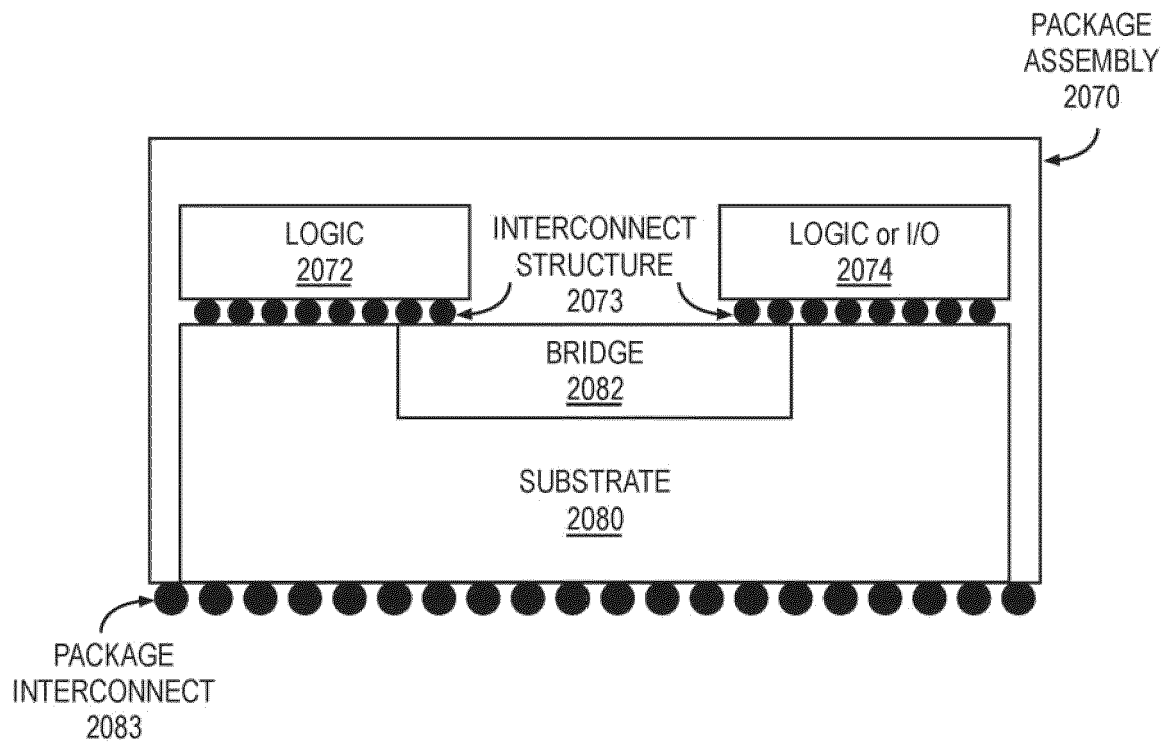 PACKAGE
ASSEMBLY
2070
LOGIC
2072
INTERCONNECT
STRUCTURE
2073
LOGIC or I/O
2074
BRIDGE
2082
SUBSTRATE
2080
PACKAGE
INTERCONNECT
2083